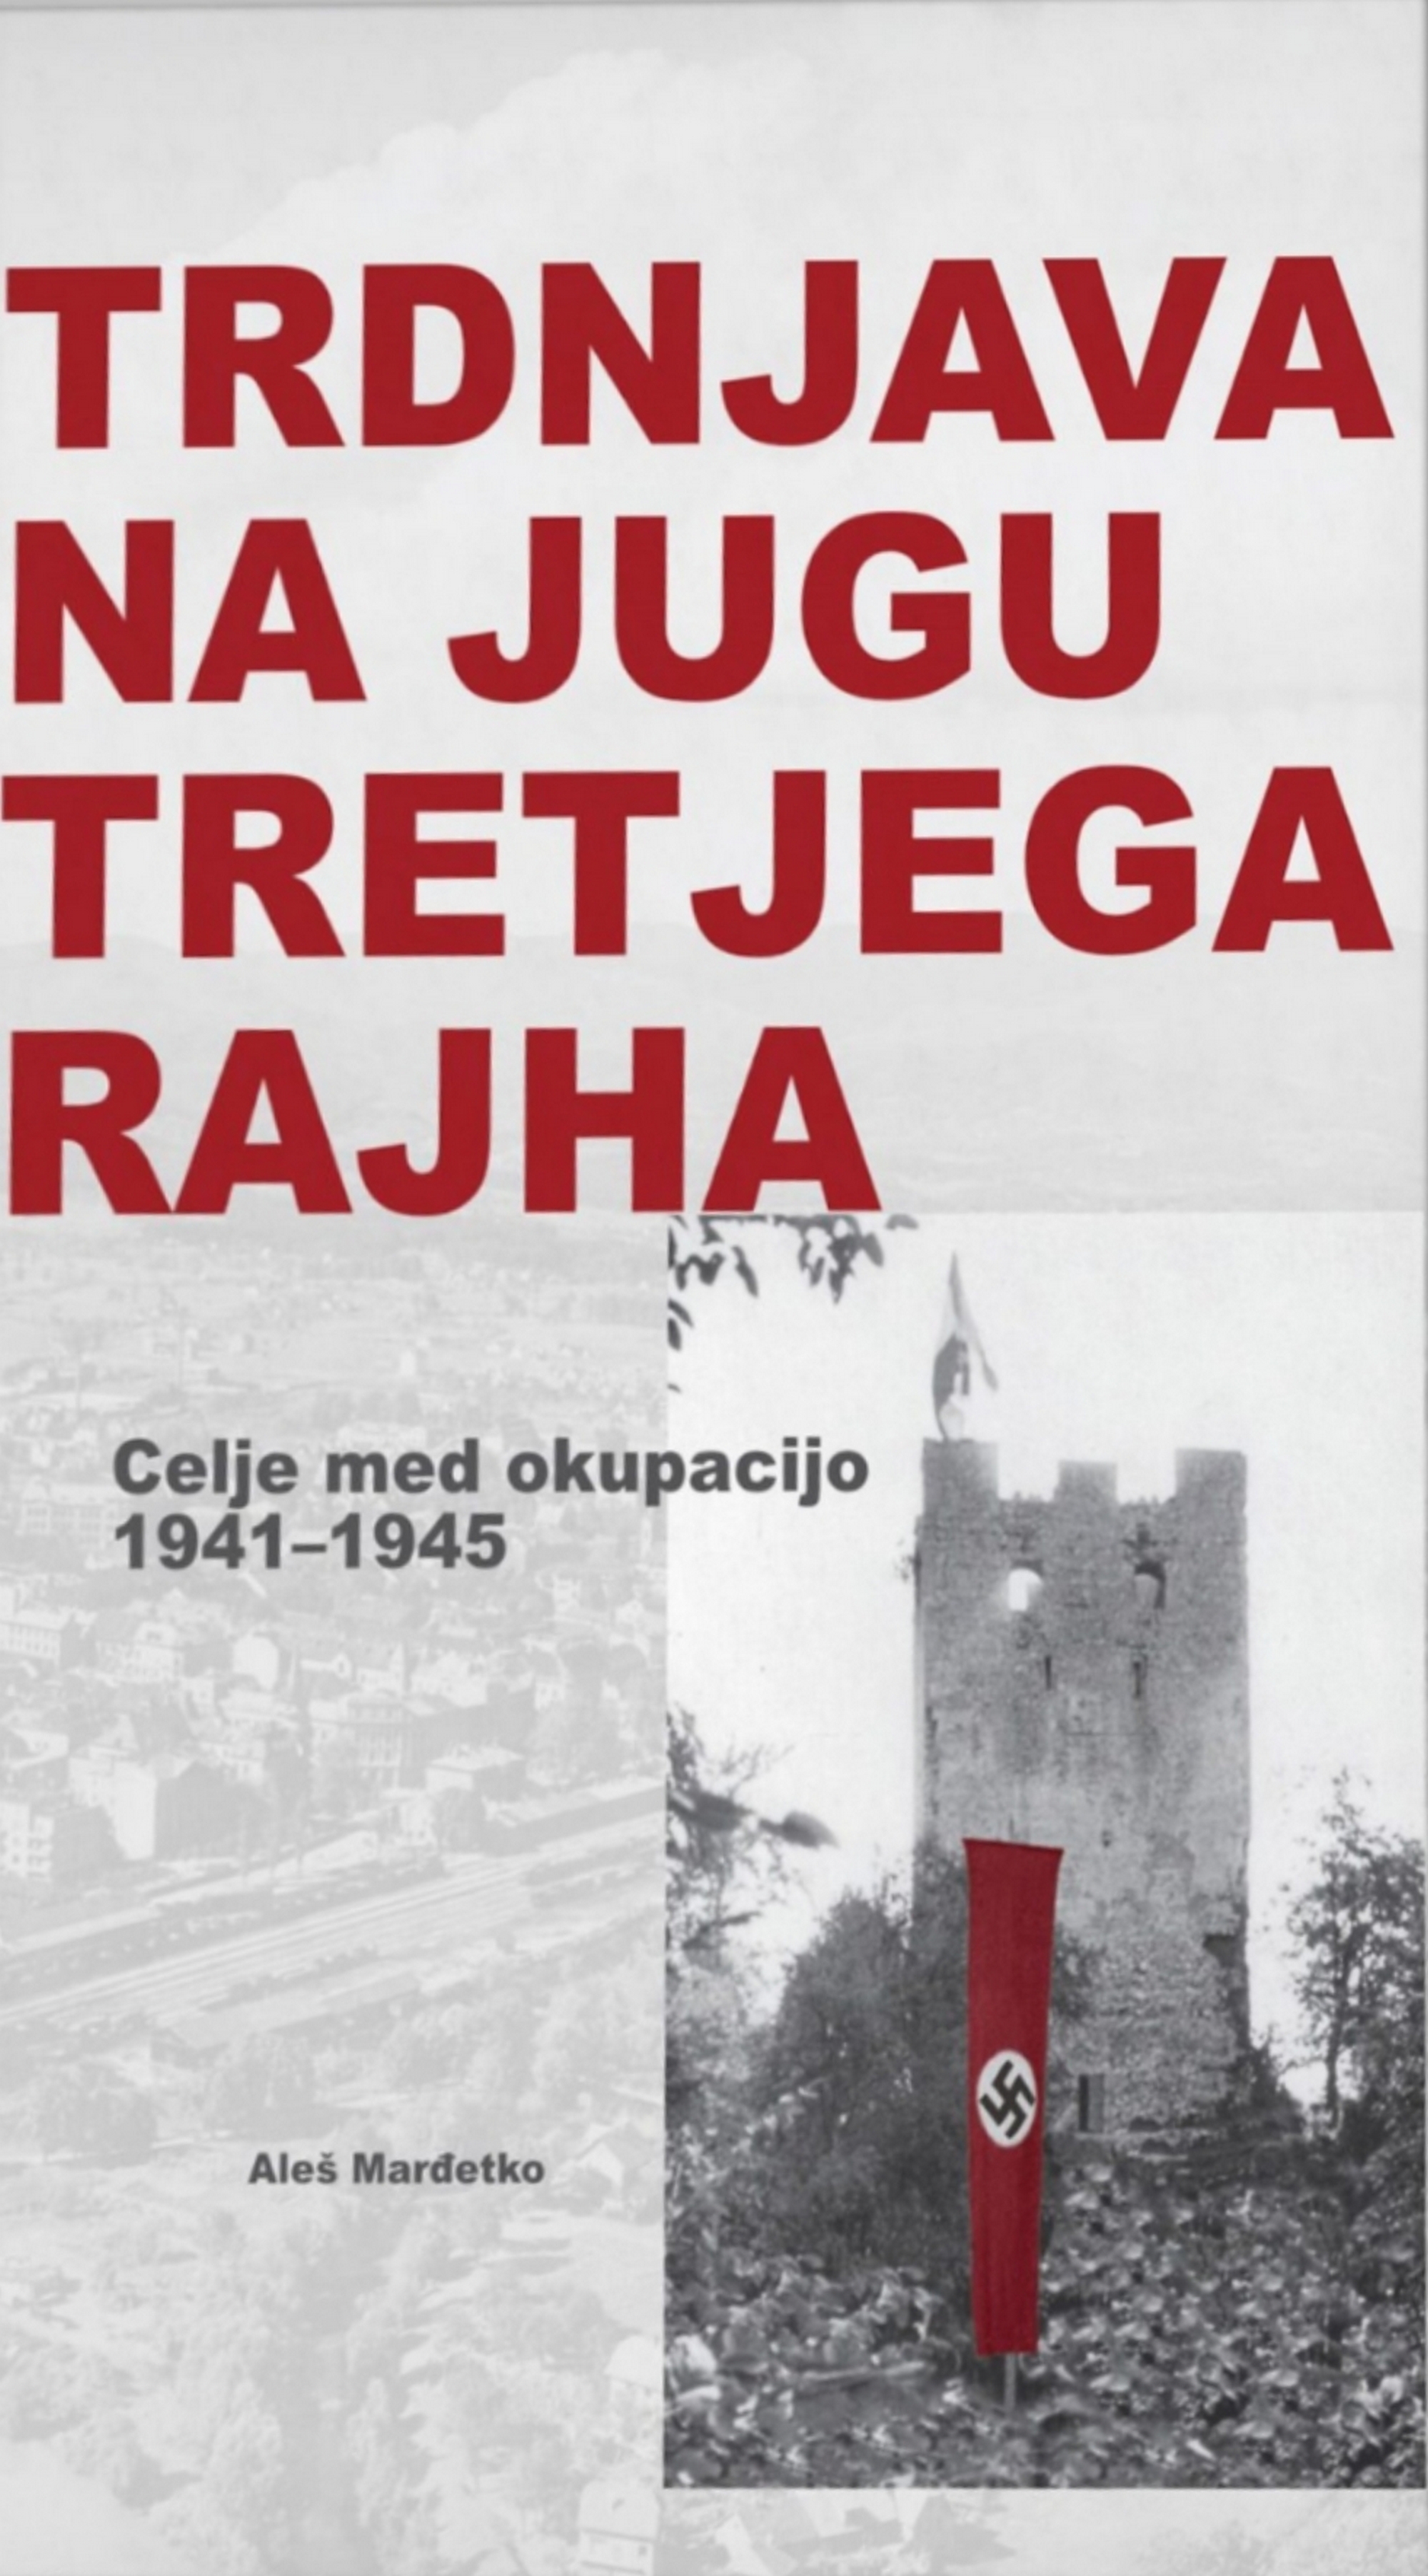 TRDNJAVA
NA JUGU
TRETJEGA
RAJHA
Celje med okupacijo
1941–1945
Aleš Marđetko